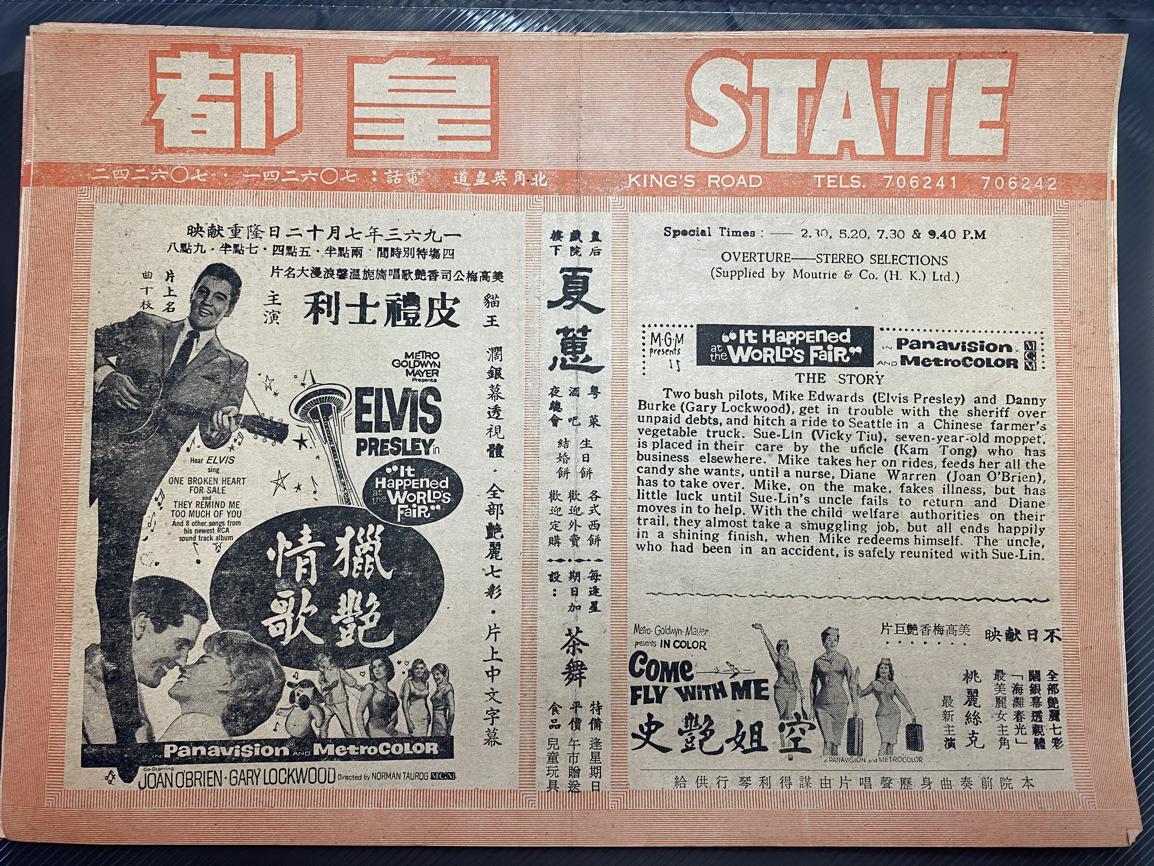 皇都
STATE
北角英皇道 電話：七〇六二四一・七〇六二四二
KING'S ROAD TELS. 706241 706242
一九六三年七月十二日隆重献映
四場特別時間 兩點半・五點四・七點半・九點八
美高梅公司香艷歌唱旖旎溫馨浪漫大名片
貓王
皮禮士利
主演
片上名
曲十枝
濶銀幕透視體・全部艷麗七彩・片上中文字幕
METRO
GOLDWYN
MAYER
Presents
ELVIS
PRESLEY in
"It
HAPPENED
at the WORLD'S
FAIR"
Hear ELVIS
sing
ONE BROKEN HEART
FOR SALE
and
THEY REMIND ME
TOO MUCH OF YOU
And 8 other songs from
his newest RCA
sound track album
獵艷
情歌
Panavision AND METROCOLOR
Co-Starring
JOAN O'BRIEN · GARY LOCKWOOD Directed by NORMAN TAUROG MGM
皇后
戲院
樓下
夏蕙
粤菜
酒吧
夜總會
生日餅
結婚餅
各式西餅
歡迎外賣
歡迎定購
每逢星
期日加
設：
茶舞
特備
平價
食品
逢星期日
午市贈送
兒童玩具
Special Times : — 2.30, 5.20, 7.30 & 9.40 P.M
OVERTURE——STEREO SELECTIONS
(Supplied by Moutrie & Co. (H. K.) Ltd.)
M-G-M
presents
"It HAPPENED
at the WORLD'S FAIR"
IN PANAVISION
AND METROCOLOR
MGM
THE STORY
Two bush pilots, Mike Edwards (Elvis Presley) and Danny
Burke (Gary Lockwood), get in trouble with the sheriff over
unpaid debts, and hitch a ride to Seattle in a Chinese farmer's
vegetable truck. Sue-Lin (Vicky Tiu), seven-year-old moppet,
is placed in their care by the uncle (Kam Tong) who has
business elsewhere. Mike takes her on rides, feeds her all the
candy she wants, until a nurse, Diane Warren (Joan O'Brien),
has to take over. Mike, on the make, fakes illness, but has
little luck until Sue-Lin's uncle fails to return and Diane
moves in to help. With the child welfare authorities on their
trail, they almost take a smuggling job, but all ends happily
in a shining finish, when Mike redeems himself. The uncle,
who had been in an accident, is safely reunited with Sue-Lin.
不日献映
美高梅香艷巨片
Metro-Goldwyn-Mayer
presents IN COLOR
COME
FLY WITH ME
空姐艷史
全部艷麗七彩
闊銀幕透視體
「海灘春光」
最美麗女主角
桃麗絲克
最新主演
in PANAVISION and METROCOLOR
本院前奏曲身歷聲唱片由謀得利琴行供給